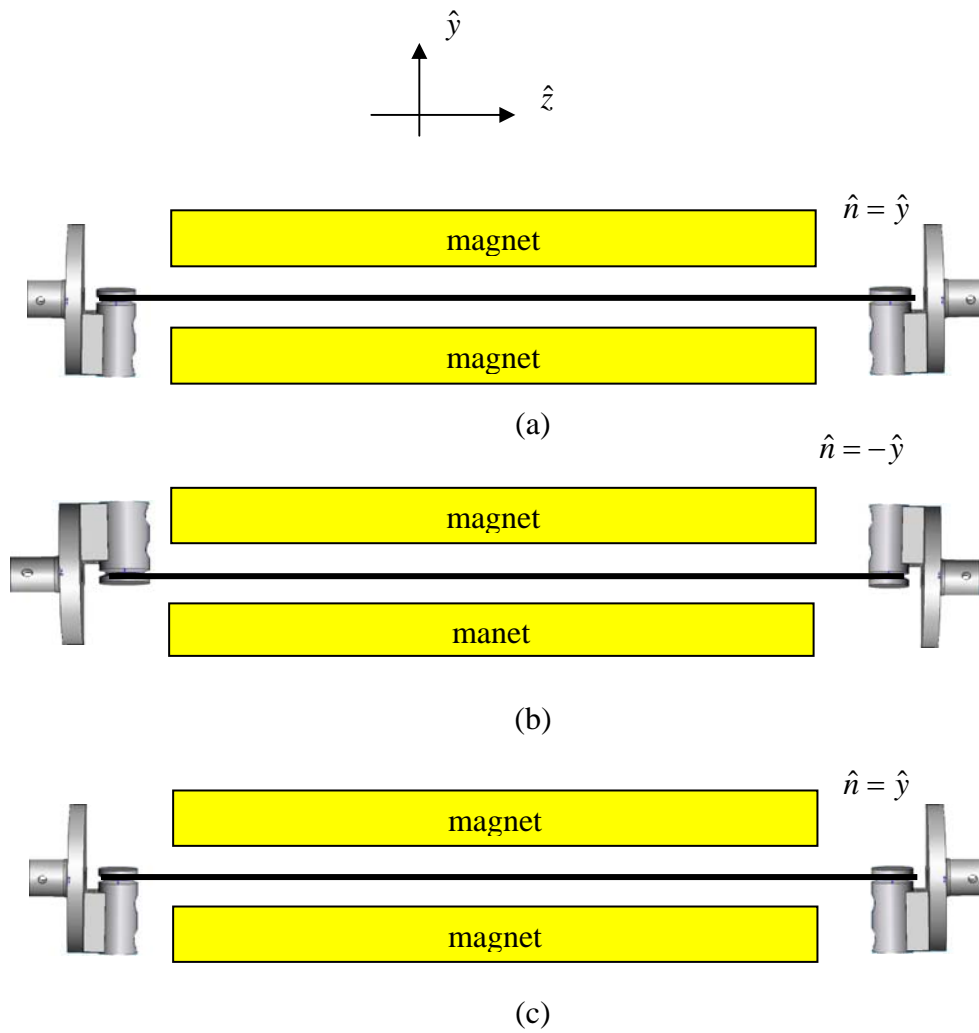 ŷ
ẑ
n̂ = ŷ
magnet
magnet
(a)
n̂ = −ŷ
magnet
manet
(b)
n̂ = ŷ
magnet
magnet
(c)